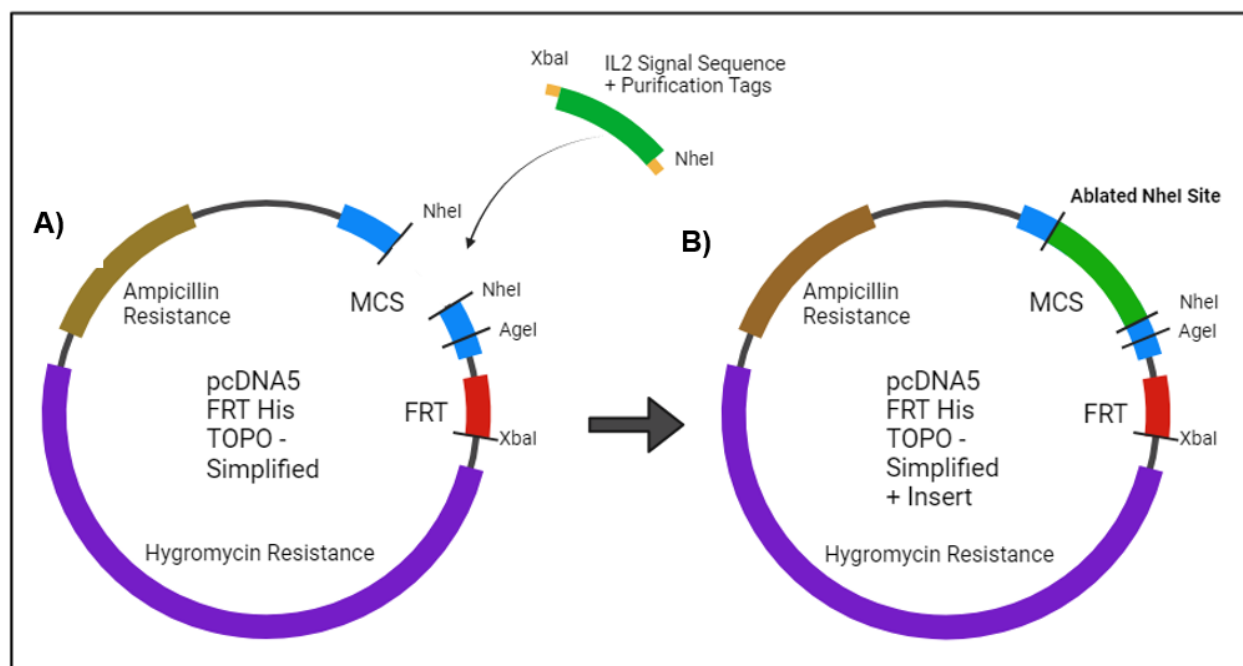 XbaI
IL2 Signal Sequence
+ Purification Tags
NheI
A)
NheI
MCS
NheI
AgeI
Ampicillin
Resistance
pcDNA5
FRT His
TOPO -
Simplified
FRT
XbaI
Hygromycin Resistance
B)
Ablated NheI Site
MCS
NheI
AgeI
Ampicillin
Resistance
pcDNA5
FRT His
TOPO -
Simplified
+ Insert
FRT
XbaI
Hygromycin Resistance